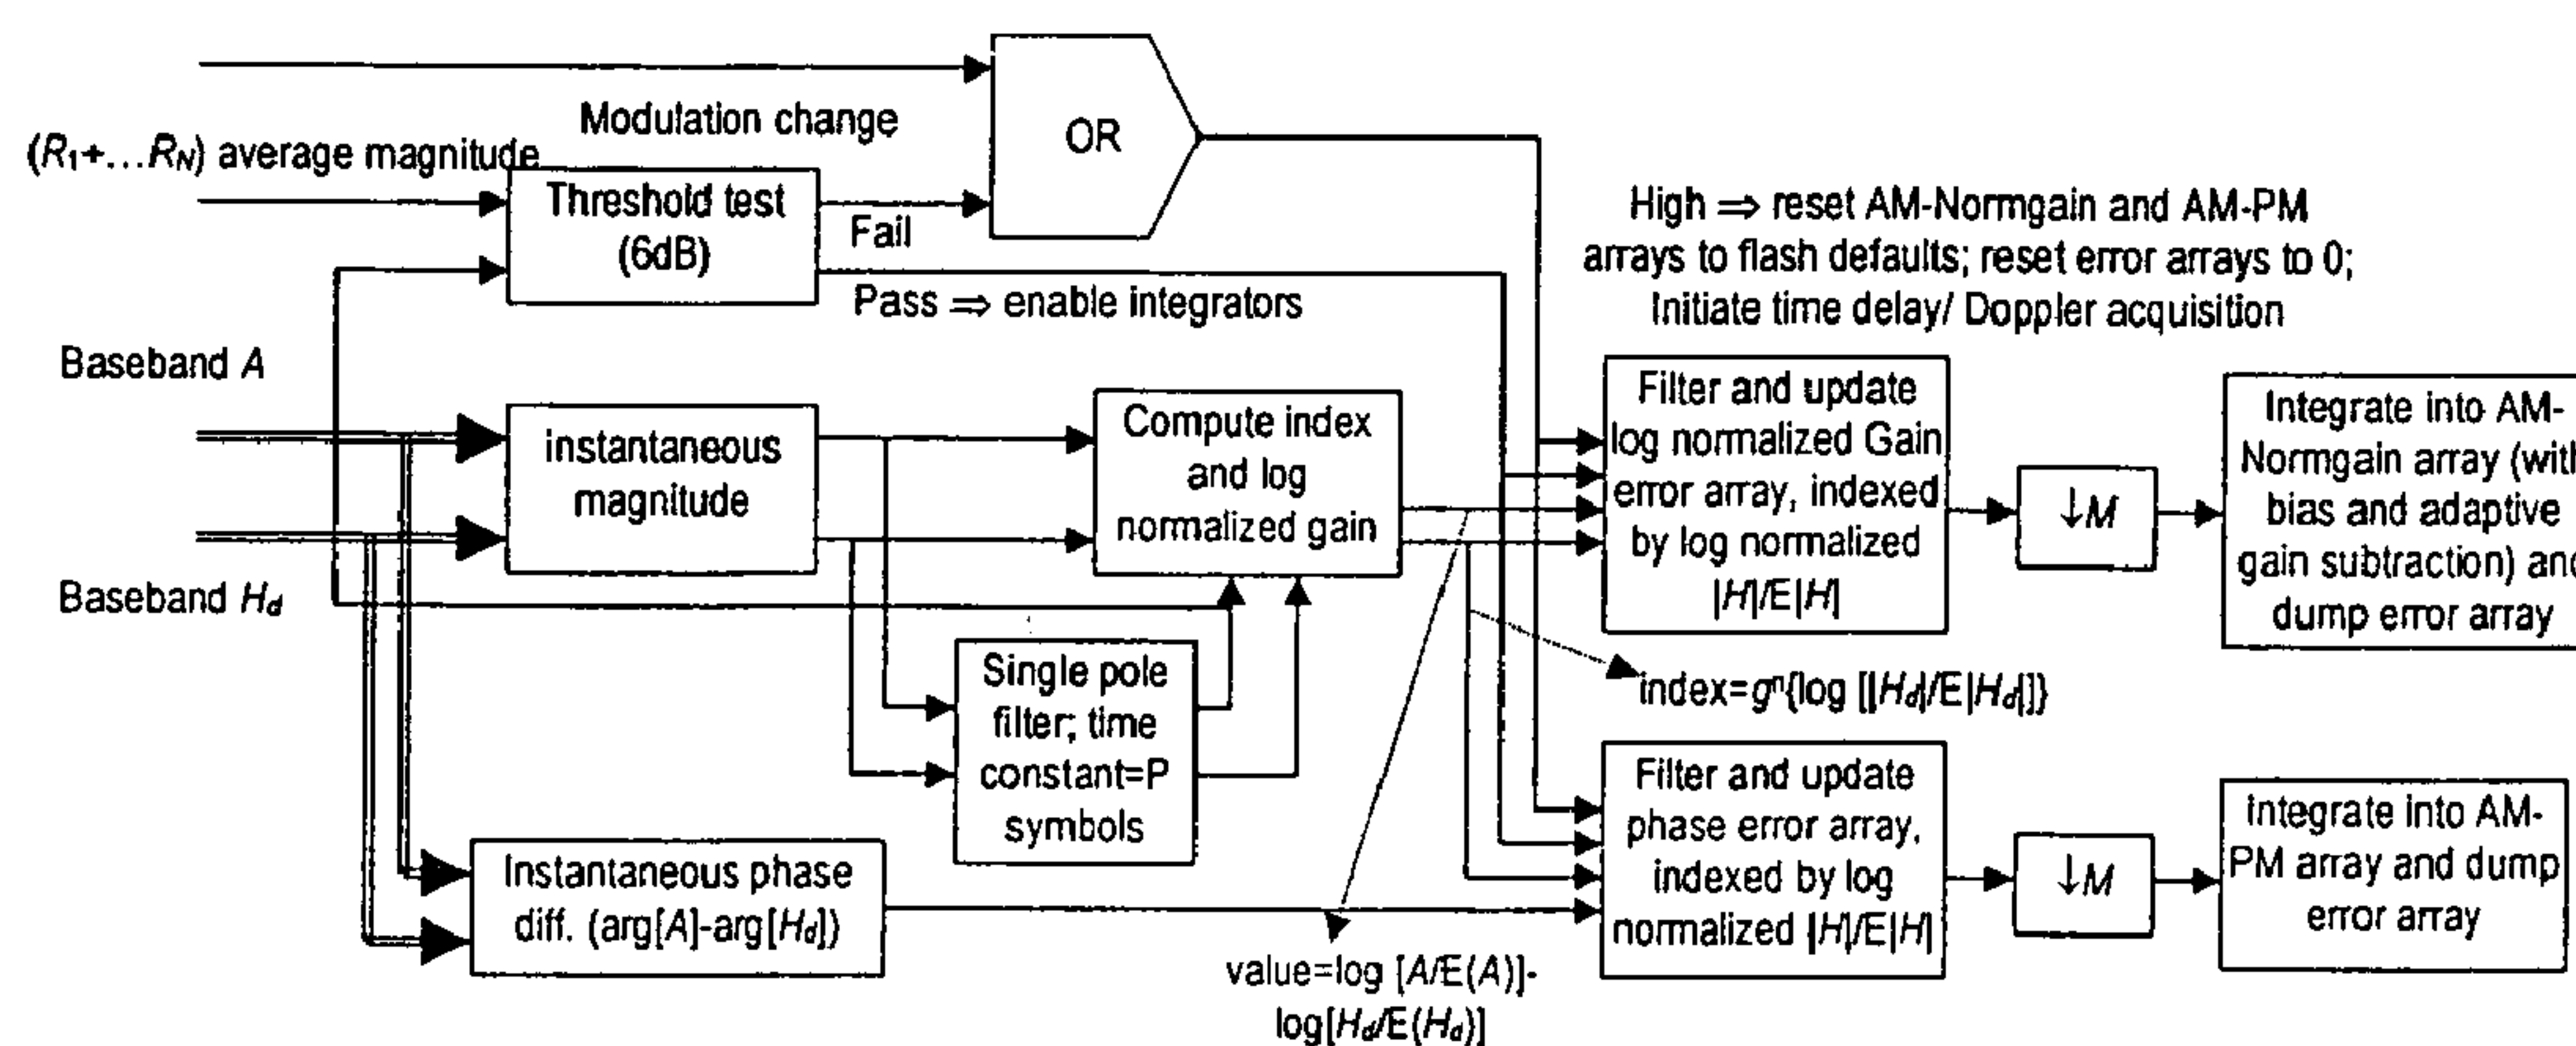 Modulation change
OR
(R1+...RN) average magnitude
Threshold test
(6dB)
Fail
Pass ⇒ enable integrators
High ⇒ reset AM-Normgain and AM-PM
arrays to flash defaults; reset error arrays to 0;
Initiate time delay/ Doppler acquisition
Baseband A
Baseband Hd
instantaneous
magnitude
Compute index
and log
normalized gain
Filter and update
log normalized Gain
error array, indexed
by log normalized
|H|/E|H|
↓M
Integrate into AM-
Normgain array (with
bias and adaptive
gain subtraction) and
dump error array
Single pole
filter; time
constant=P
symbols
index=gⁿ{log [|Hd|/E|Hd|]}
Instantaneous phase
diff. (arg[A]-arg[Hd])
value=log [A/E(A)]-
log[Hd/E(Hd)]
Filter and update
phase error array,
indexed by log
normalized |H|/E|H|
↓M
integrate into AM-
PM array and dump
error array